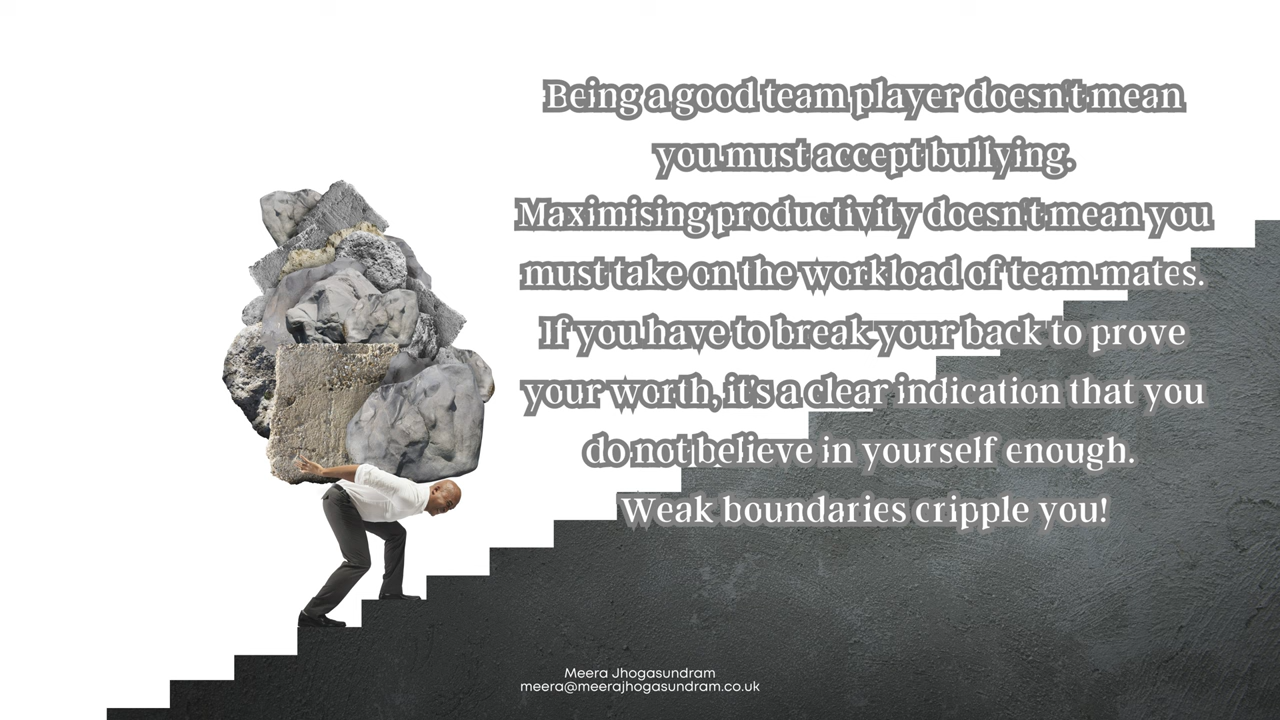 Being a good team player doesn't mean
you must accept bullying.
Maximising productivity doesn't mean you
must take on the workload of team mates.
If you have to break your back to prove
your worth, it's a clear indication that you
do not believe in yourself enough.
Weak boundaries cripple you!
Meera Jhogasundram
meera@meerajhogasundram.co.uk